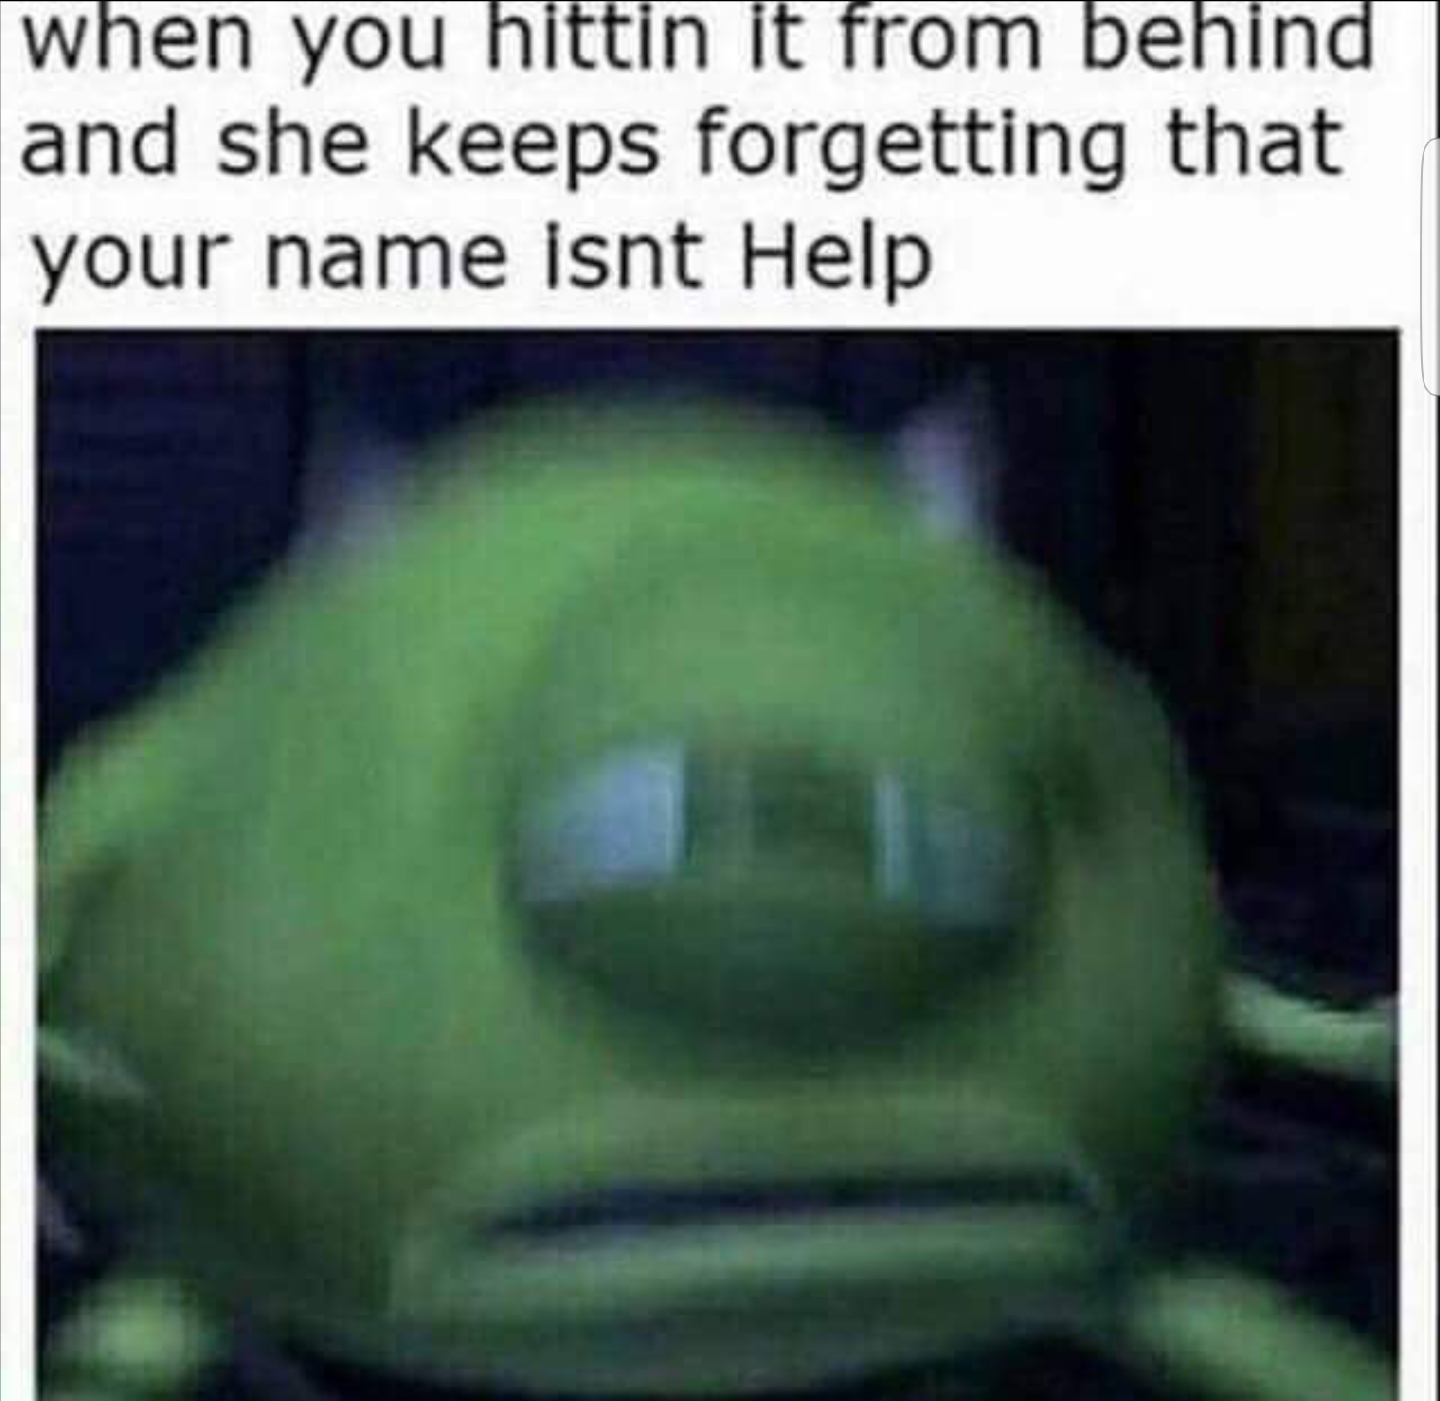 when you hittin it from behind
and she keeps forgetting that
your name isnt Help